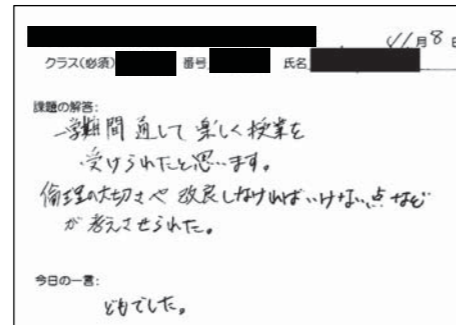 11月8日
クラス(必須) 番号 氏名
課題の解答:
一学期間通して楽しく授業を
受けられたと思います。
倫理の大切さや改良しなければいけない点など
が考えさせられた。
今日の一言:
どもでした。